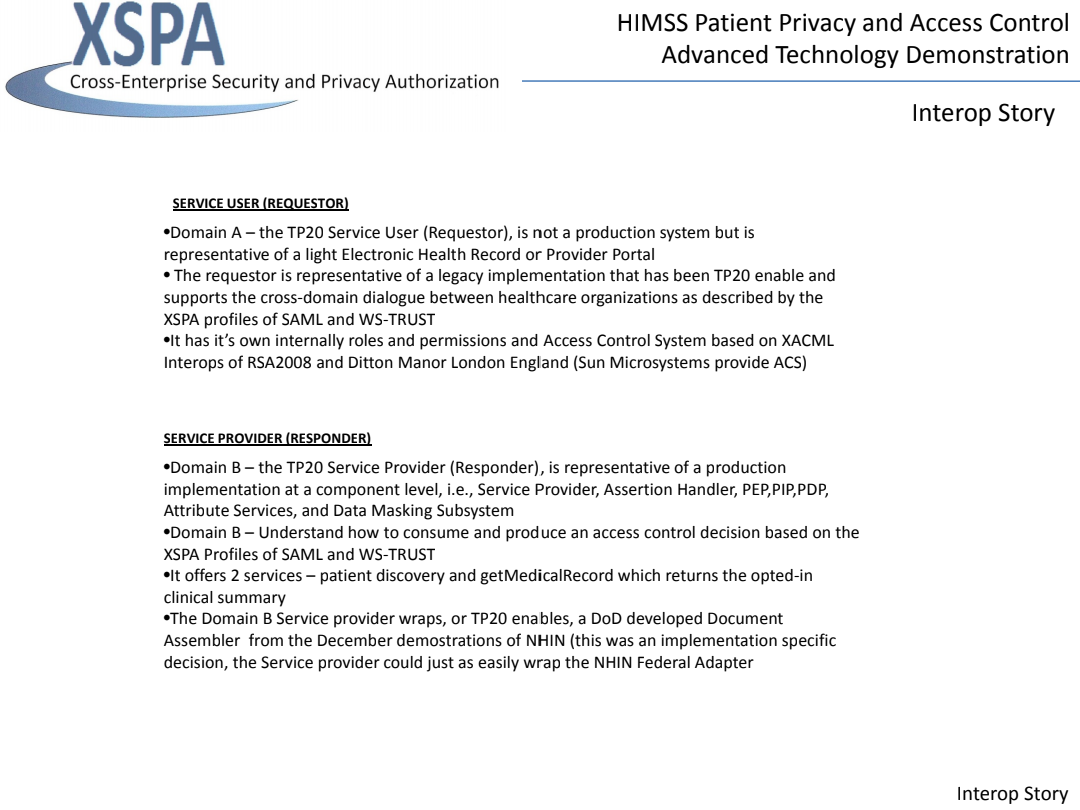 XSPA
Cross-Enterprise Security and Privacy Authorization
HIMSS Patient Privacy and Access Control
Advanced Technology Demonstration
Interop Story
SERVICE USER (REQUESTOR)
•Domain A – the TP20 Service User (Requestor), is not a production system but is
representative of a light Electronic Health Record or Provider Portal
• The requestor is representative of a legacy implementation that has been TP20 enable and
supports the cross-domain dialogue between healthcare organizations as described by the
XSPA profiles of SAML and WS-TRUST
•It has it’s own internally roles and permissions and Access Control System based on XACML
Interops of RSA2008 and Ditton Manor London England (Sun Microsystems provide ACS)
SERVICE PROVIDER (RESPONDER)
•Domain B – the TP20 Service Provider (Responder), is representative of a production
implementation at a component level, i.e., Service Provider, Assertion Handler, PEP,PIP,PDP,
Attribute Services, and Data Masking Subsystem
•Domain B – Understand how to consume and produce an access control decision based on the
XSPA Profiles of SAML and WS-TRUST
•It offers 2 services – patient discovery and getMedicalRecord which returns the opted-in
clinical summary
•The Domain B Service provider wraps, or TP20 enables, a DoD developed Document
Assembler  from the December demostrations of NHIN (this was an implementation specific
decision, the Service provider could just as easily wrap the NHIN Federal Adapter
Interop Story